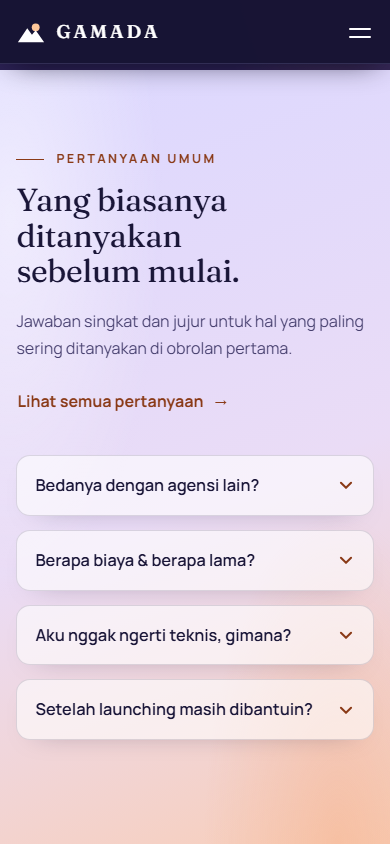 GAMADA
PERTANYAAN UMUM
Yang biasanya
ditanyakan
sebelum mulai.
Jawaban singkat dan jujur untuk hal yang paling
sering ditanyakan di obrolan pertama.
Lihat semua pertanyaan →
Bedanya dengan agensi lain?
Berapa biaya & berapa lama?
Aku nggak ngerti teknis, gimana?
Setelah launching masih dibantuin?